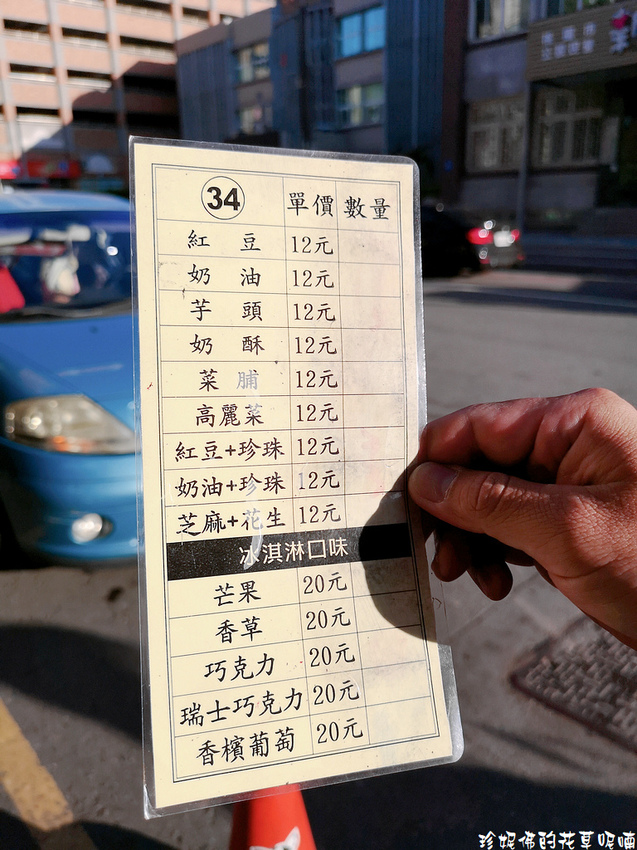 34 單價 數量
紅豆 12元
奶油 12元
芋頭 12元
奶酥 12元
菜脯 12元
高麗菜 12元
紅豆+珍珠 12元
奶油+珍珠 12元
芝麻+花生 12元
冰淇淋口味
芒果 20元
香草 20元
巧克力 20元
瑞士巧克力 20元
香檳葡萄 20元
珍妮佛的花草呢喃